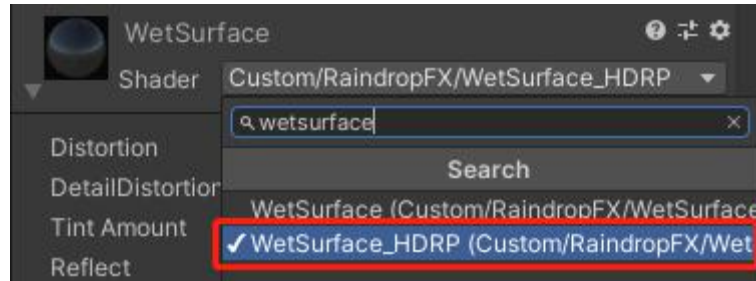 WetSurface
Shader Custom/RaindropFX/WetSurface_HDRP
wetsurface
Search
Distortion
DetailDistortion
WetSurface (Custom/RaindropFX/WetSurface
Tint Amount
✓ WetSurface_HDRP (Custom/RaindropFX/Wet
Reflect